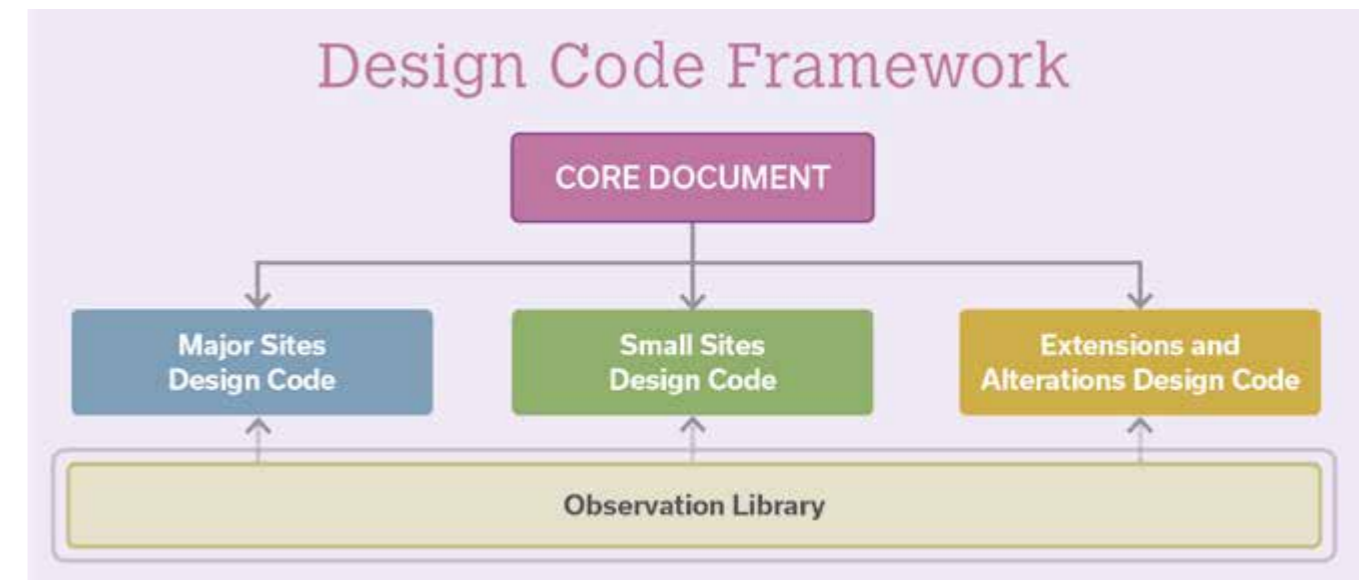 Design Code Framework
CORE DOCUMENT
Major Sites
Design Code
Small Sites
Design Code
Extensions and
Alterations Design Code
Observation Library